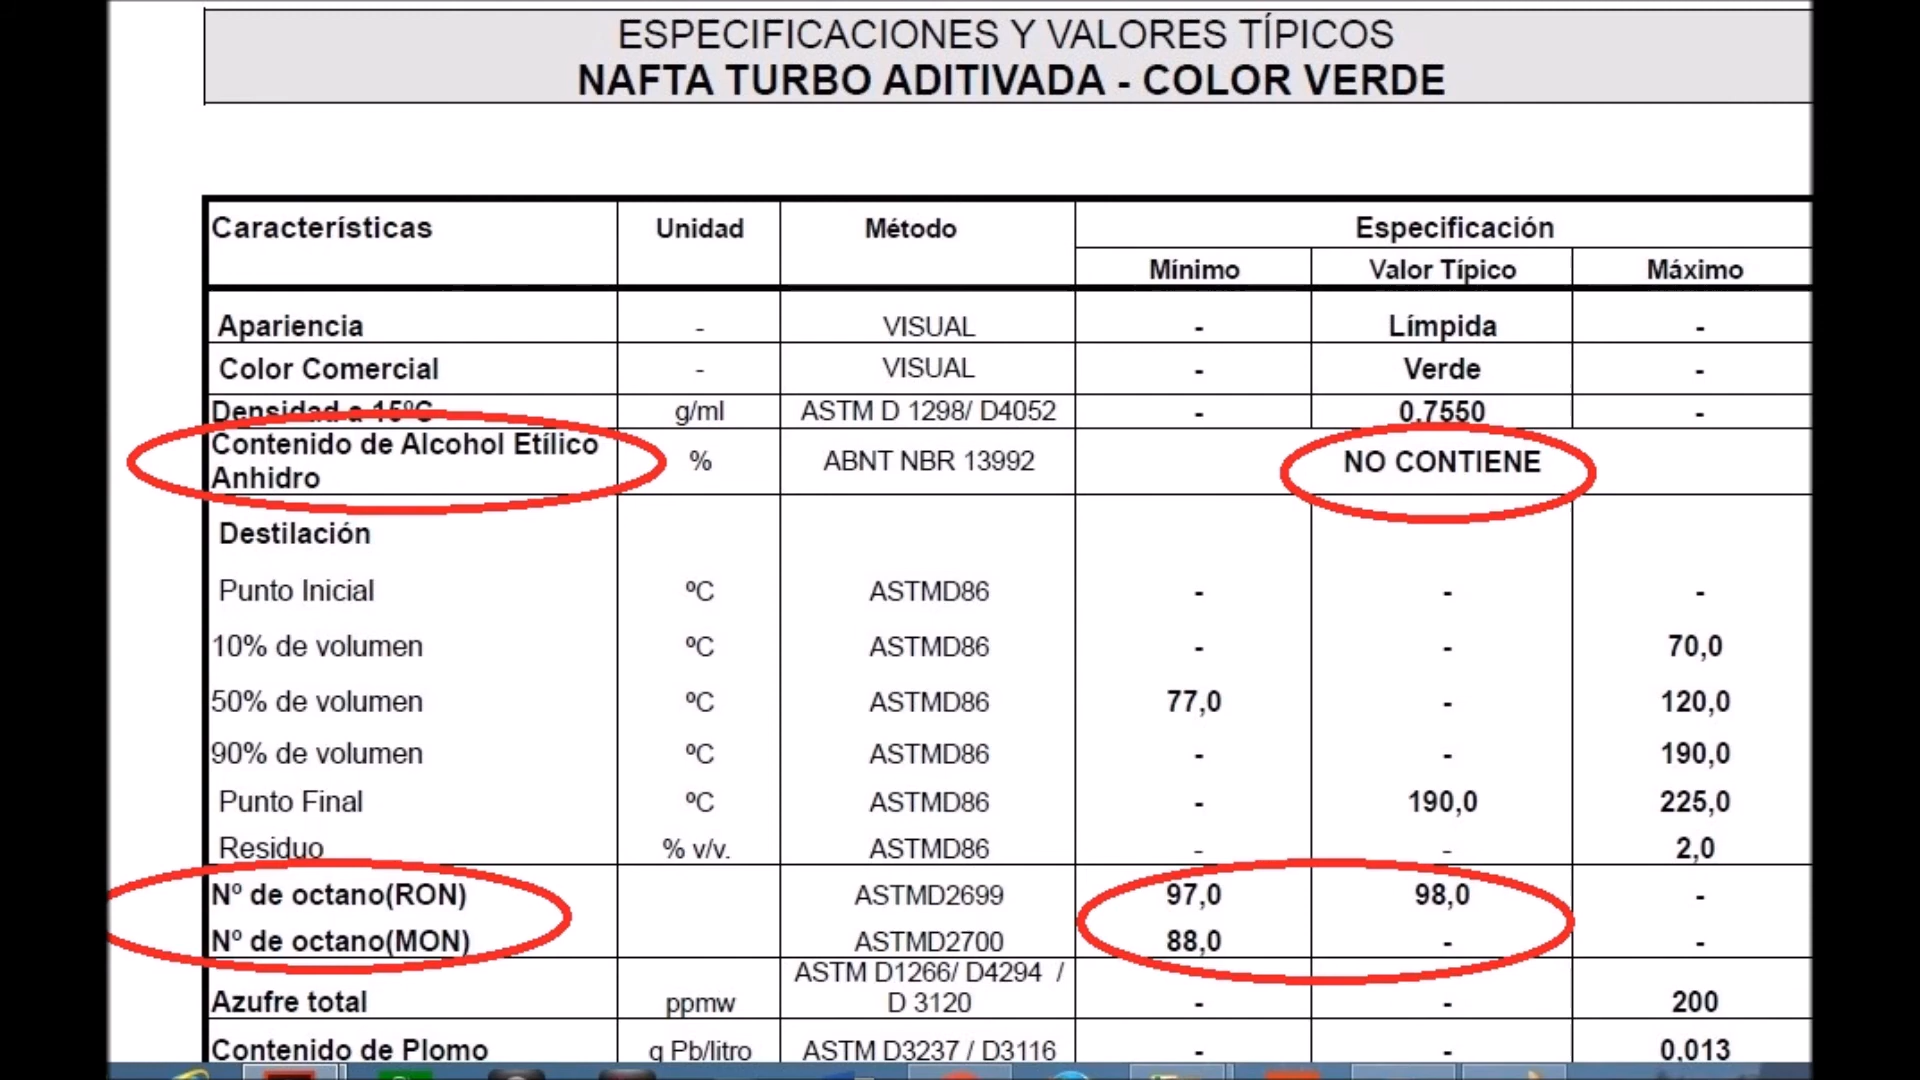 ESPECIFICACIONES Y VALORES TÍPICOS
NAFTA TURBO ADITIVADA - COLOR VERDE
Características Unidad Método Especificación
Mínimo Valor Típico Máximo
Apariencia - VISUAL - Límpida -
Color Comercial - VISUAL - Verde -
Densidad a 15ºC g/ml ASTM D 1298/ D4052 - 0,7550 -
Contenido de Alcohol Etílico
Anhidro % ABNT NBR 13992 NO CONTIENE
Destilación
Punto Inicial ºC ASTMD86 - - -
10% de volumen ºC ASTMD86 - - 70,0
50% de volumen ºC ASTMD86 77,0 - 120,0
90% de volumen ºC ASTMD86 - - 190,0
Punto Final ºC ASTMD86 - 190,0 225,0
Residuo % v/v. ASTMD86 - - 2,0
Nº de octano(RON) ASTMD2699 97,0 98,0 -
Nº de octano(MON) ASTMD2700 88,0 - -
ASTM D1266/ D4294 /
Azufre total ppmw D 3120 - - 200
Contenido de Plomo g Pb/litro ASTM D3237 / D3116 - - 0,013